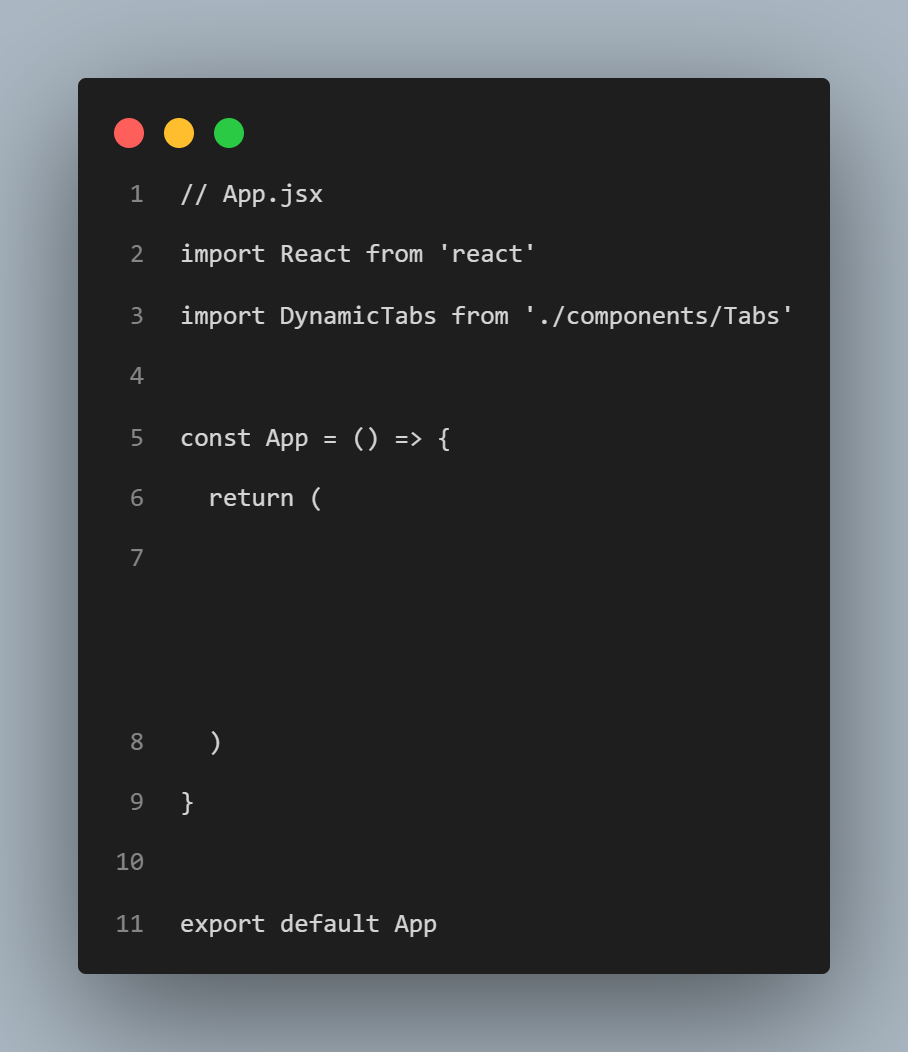 1 // App.jsx
2 import React from 'react'
3 import DynamicTabs from './components/Tabs'
4
5 const App = () => {
6   return (
7
8   )
9 }
10
11 export default App